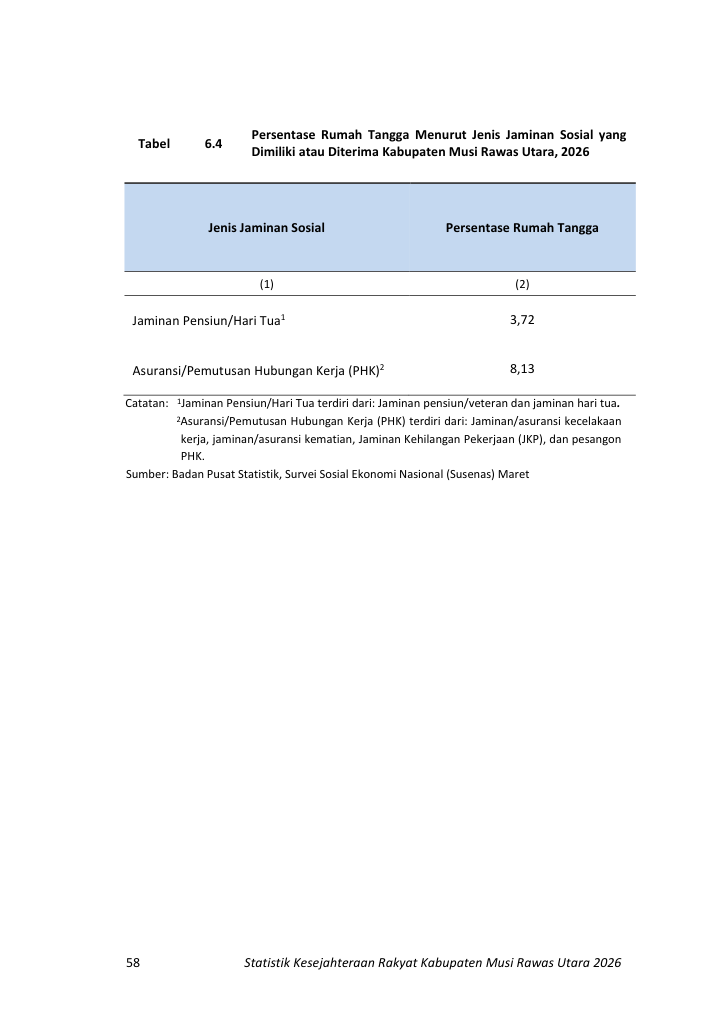 Tabel 6.4 Persentase Rumah Tangga Menurut Jenis Jaminan Sosial yang
Dimiliki atau Diterima Kabupaten Musi Rawas Utara, 2026
Jenis Jaminan Sosial Persentase Rumah Tangga
(1) (2)
Jaminan Pensiun/Hari Tua¹ 3,72
Asuransi/Pemutusan Hubungan Kerja (PHK)² 8,13
Catatan: ¹Jaminan Pensiun/Hari Tua terdiri dari: Jaminan pensiun/veteran dan jaminan hari tua.
²Asuransi/Pemutusan Hubungan Kerja (PHK) terdiri dari: Jaminan/asuransi kecelakaan
kerja, jaminan/asuransi kematian, Jaminan Kehilangan Pekerjaan (JKP), dan pesangon
PHK.
Sumber: Badan Pusat Statistik, Survei Sosial Ekonomi Nasional (Susenas) Maret
58 Statistik Kesejahteraan Rakyat Kabupaten Musi Rawas Utara 2026